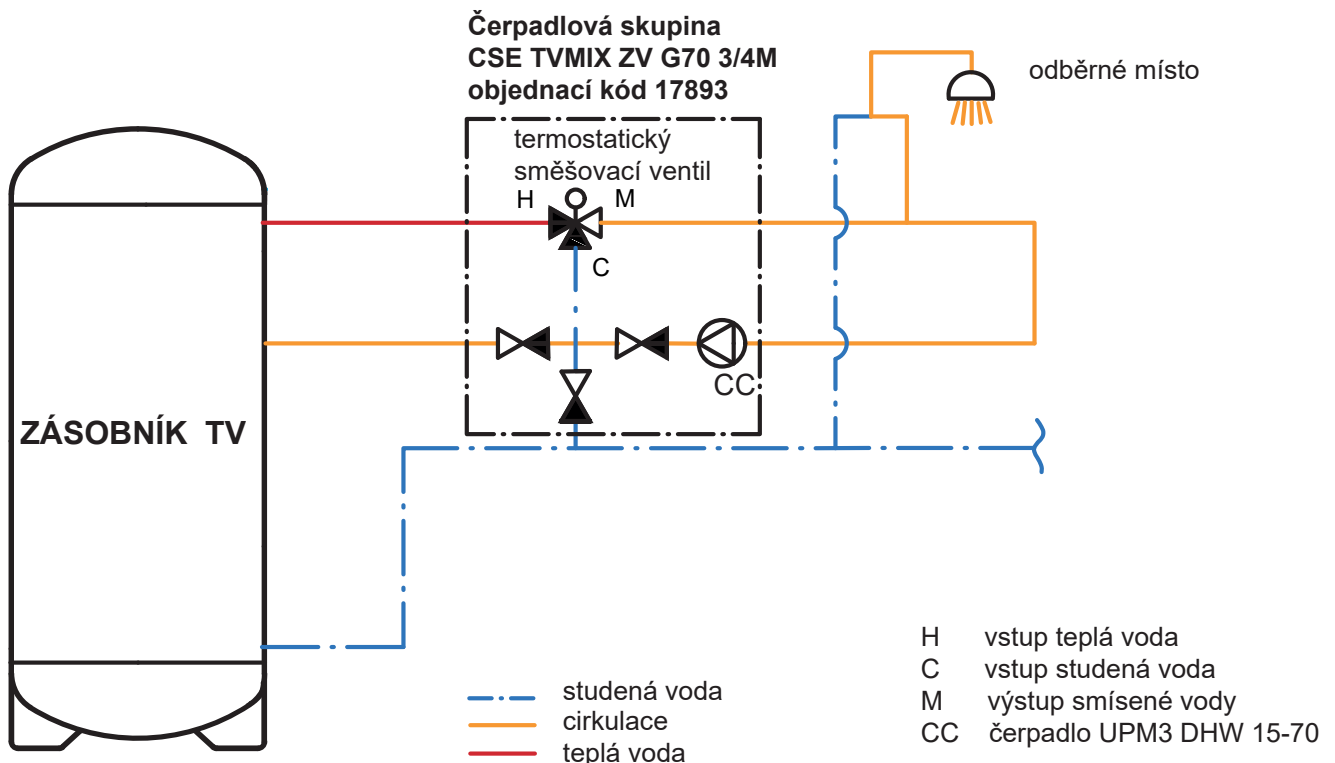 Čerpadlová skupina
CSE TVMIX ZV G70 3/4M
objednací kód 17893
odběrné místo
termostatický
směšovací ventil
H
M
C
CC
ZÁSOBNÍK TV
studená voda
cirkulace
teplá voda
H vstup teplá voda
C vstup studená voda
M výstup smísené vody
CC čerpadlo UPM3 DHW 15-70